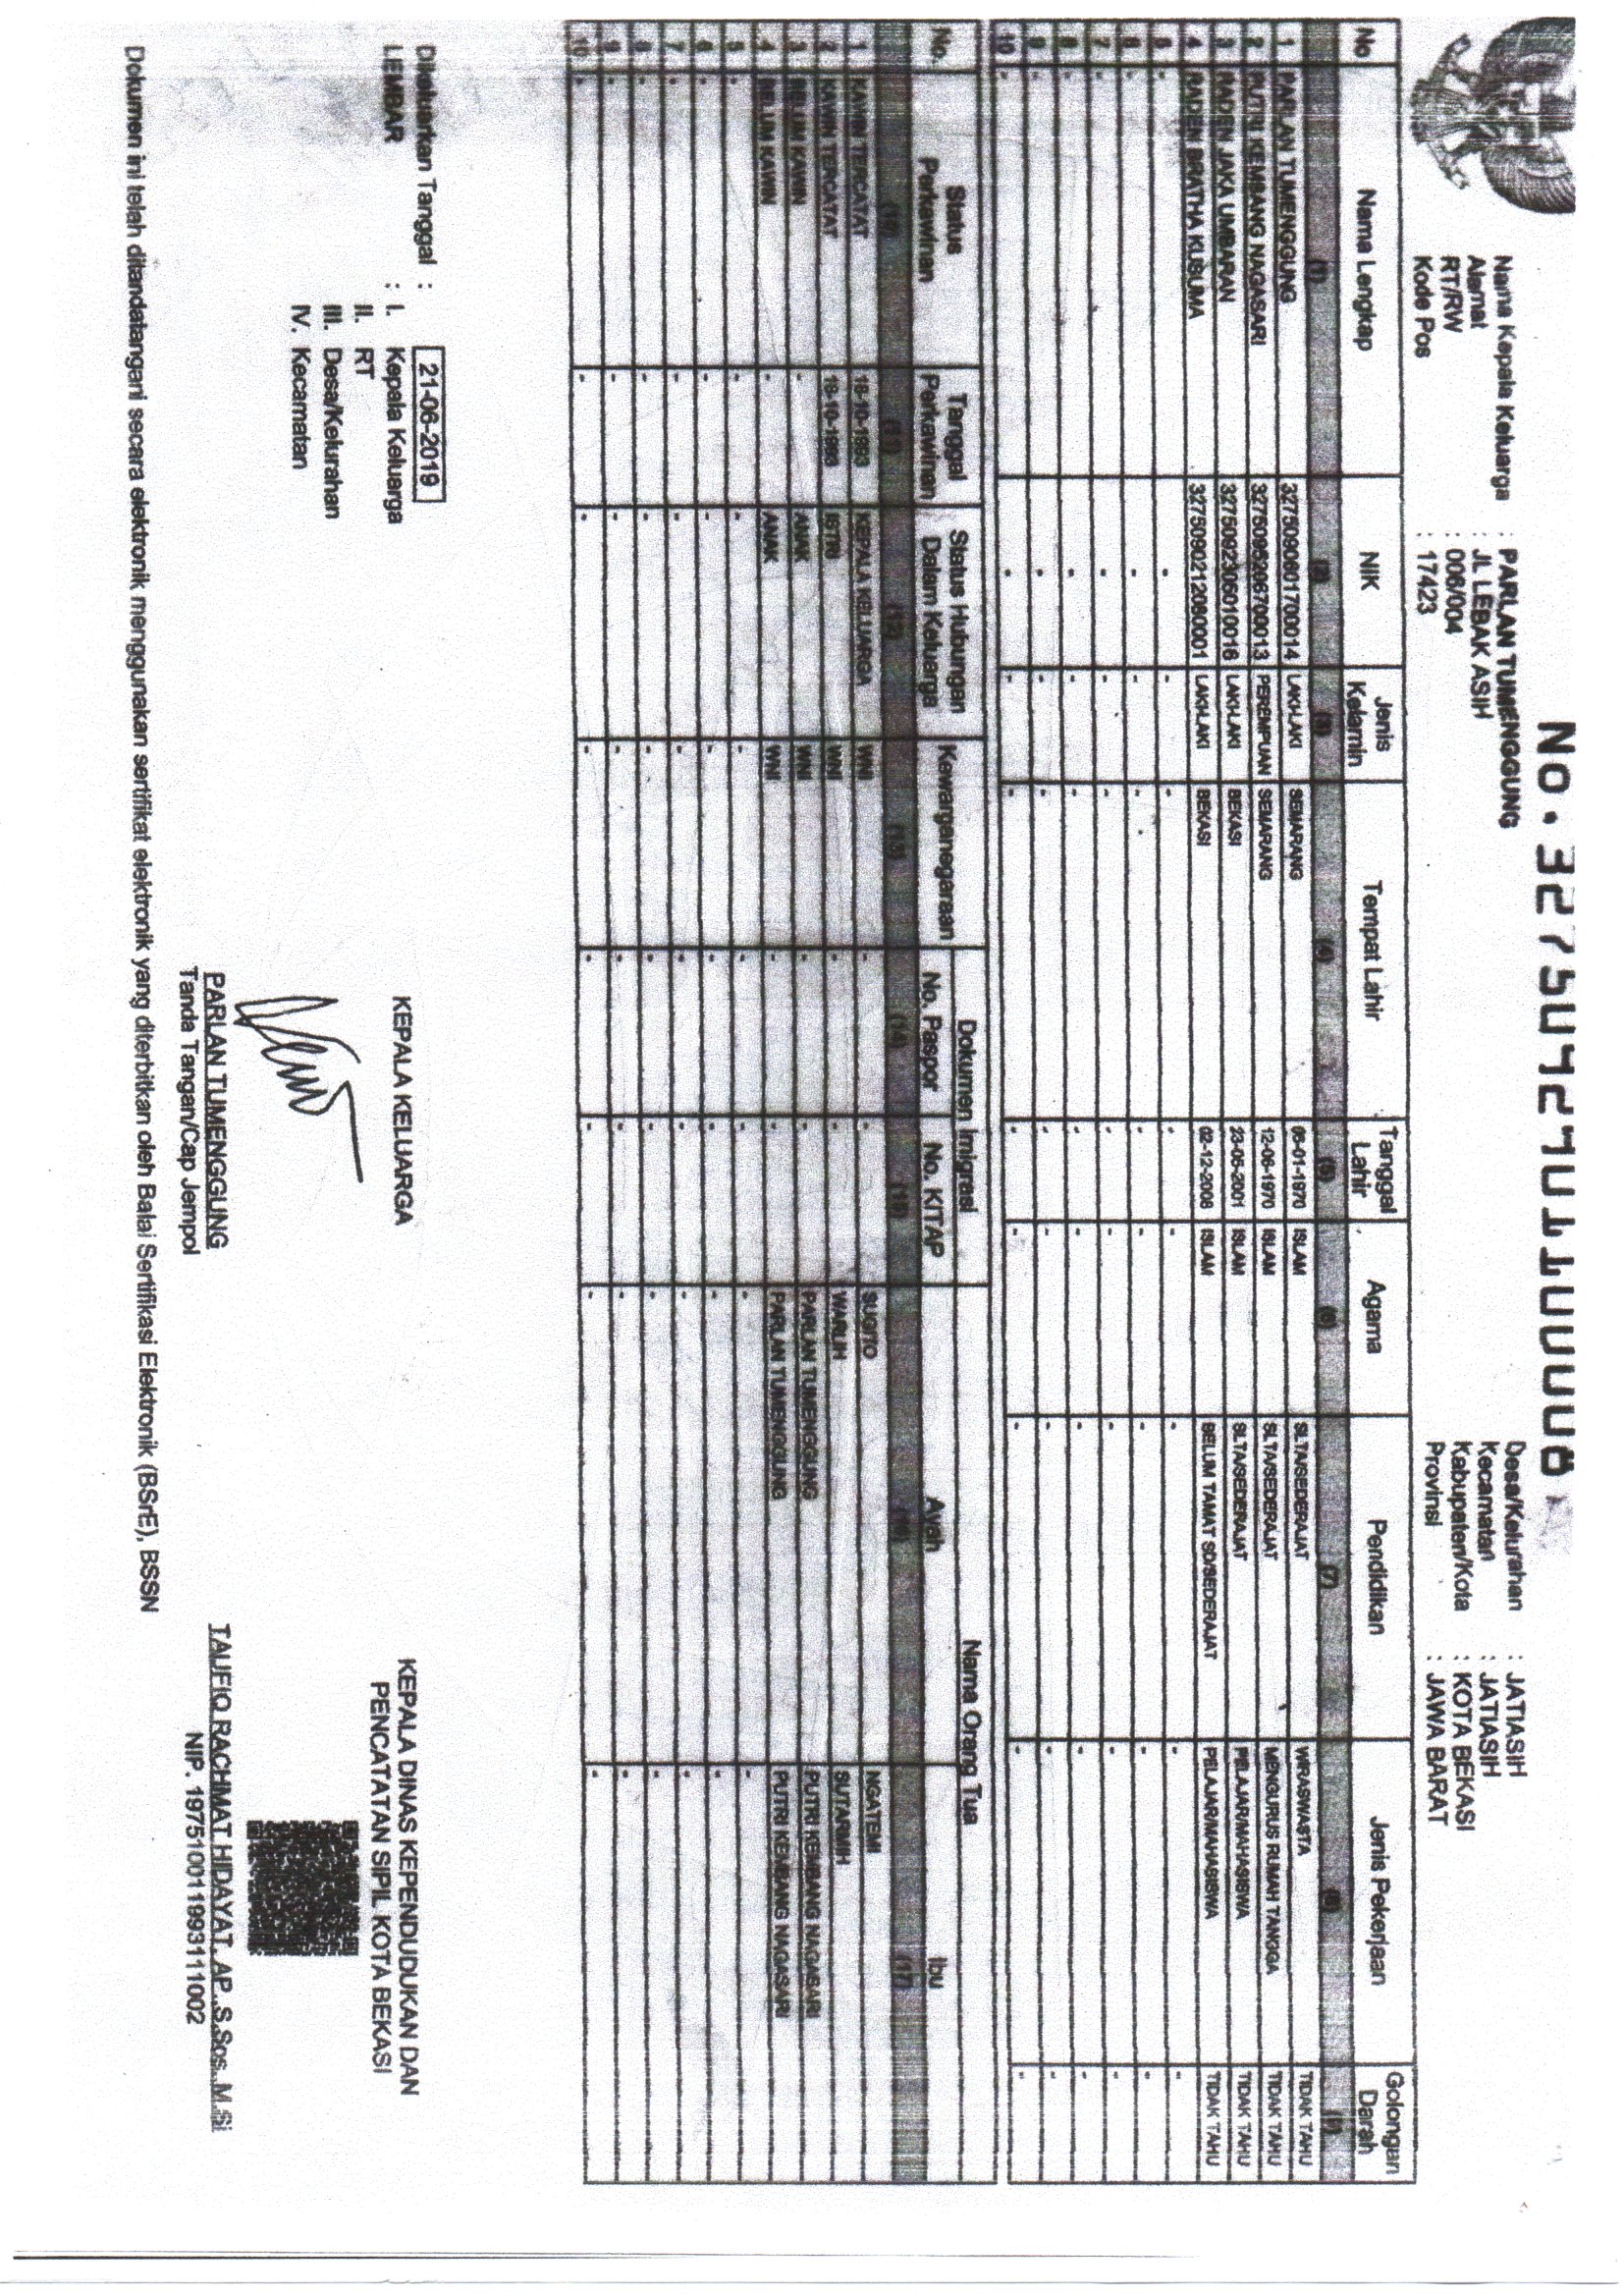 No. 3275092901100008
Nama Kepala Keluarga : PARLAN TUMENGGUNG
Alamat : JL LEBAK ASIH
RT/RW : 006/004
Kode Pos : 17423
Desa/Kelurahan : JATIASIH
Kecamatan : JATIASIH
Kabupaten/Kota : KOTA BEKASI
Provinsi : JAWA BARAT
No Nama Lengkap NIK Jenis Kelamin Tempat Lahir Tanggal Lahir Agama Pendidikan Jenis Pekerjaan Golongan Darah
(1) (2) (3) (4) (5) (6) (7) (8) (9)
1 PARLAN TUMENGGUNG 3275090601700014 LAKI-LAKI SEMARANG 06-01-1970 ISLAM SLTA/SEDERAJAT WIRASWASTA TIDAK TAHU
2 PUTRI KEMBANG NAGASARI 3275095206700013 PEREMPUAN SEMARANG 12-06-1970 ISLAM SLTA/SEDERAJAT MENGURUS RUMAH TANGGA TIDAK TAHU
3 RADEN JAKA UMBARAN 3275092305010016 LAKI-LAKI BEKASI 23-05-2001 ISLAM SLTA/SEDERAJAT PELAJAR/MAHASISWA TIDAK TAHU
4 RADEN BRATHA KUSUMA 3275090212080001 LAKI-LAKI BEKASI 02-12-2008 ISLAM BELUM TAMAT SD/SEDERAJAT PELAJAR/MAHASISWA TIDAK TAHU
5 - - - - - - - - -
6 - - - - - - - - -
7 - - - - - - - - -
8 - - - - - - - - -
9 - - - - - - - - -
10 - - - - - - - - -
No. Status Perkawinan Tanggal Perkawinan Status Hubungan Dalam Keluarga Kewarganegaraan Dokumen Imigrasi Nama Orang Tua
No. Paspor No. KITAP Ayah Ibu
(10) (11) (12) (13) (14) (15) (16) (17)
1 KAWIN TERCATAT 18-10-1993 KEPALA KELUARGA WNI - - SUGITO NGATEMI
2 KAWIN TERCATAT 18-10-1993 ISTRI WNI - - WARLIH SUTARMIH
3 BELUM KAWIN - ANAK WNI - - PARLAN TUMENGGUNG PUTRI KEMBANG NAGASARI
4 BELUM KAWIN - ANAK WNI - - PARLAN TUMENGGUNG PUTRI KEMBANG NAGASARI
5 - - - - - - - -
6 - - - - - - - -
7 - - - - - - - -
8 - - - - - - - -
9 - - - - - - - -
10 - - - - - - - -
Dikeluarkan Tanggal : 21-06-2019
LEMBAR : I. Kepala Keluarga
II. RT
III. Desa/Kelurahan
IV. Kecamatan
KEPALA KELUARGA
PARLAN TUMENGGUNG
Tanda Tangan/Cap Jempol
KEPALA DINAS KEPENDUDUKAN DAN
PENCATATAN SIPIL KOTA BEKASI
TAUFIQ RACHMAT HIDAYAT, AP.,S.Sos.,M.Si
NIP. 197510011993111002
Dokumen ini telah ditandatangani secara elektronik menggunakan sertifikat elektronik yang diterbitkan oleh Balai Sertifikasi Elektronik (BSrE), BSSN